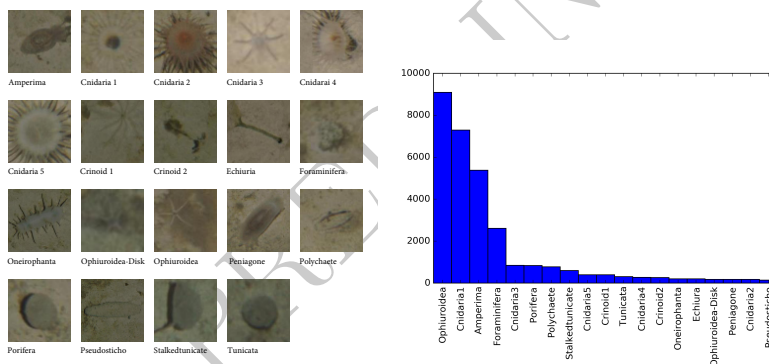 Amperima
Cnidaria 1
Cnidaria 2
Cnidaria 3
Cnidarai 4
Cnidaria 5
Crinoid 1
Crinoid 2
Echiuria
Foraminifera
Oneirophanta
Ophiuroidea-Disk
Ophiuroidea
Peniagone
Polychaete
Porifera
Pseudosticho
Stalkedtunicate
Tunicata
10000
8000
6000
4000
2000
0
Ophiuroidea
Cnidaria1
Amperima
Foraminifera
Cnidaria3
Porifera
Polychaete
Stalkedtunicate
Cnidaria5
Crinoid1
Tunicata
Cnidaria4
Crinoid2
Oneirophanta
Echiura
Ophiuroidea-Disk
Peniagone
Cnidaria2